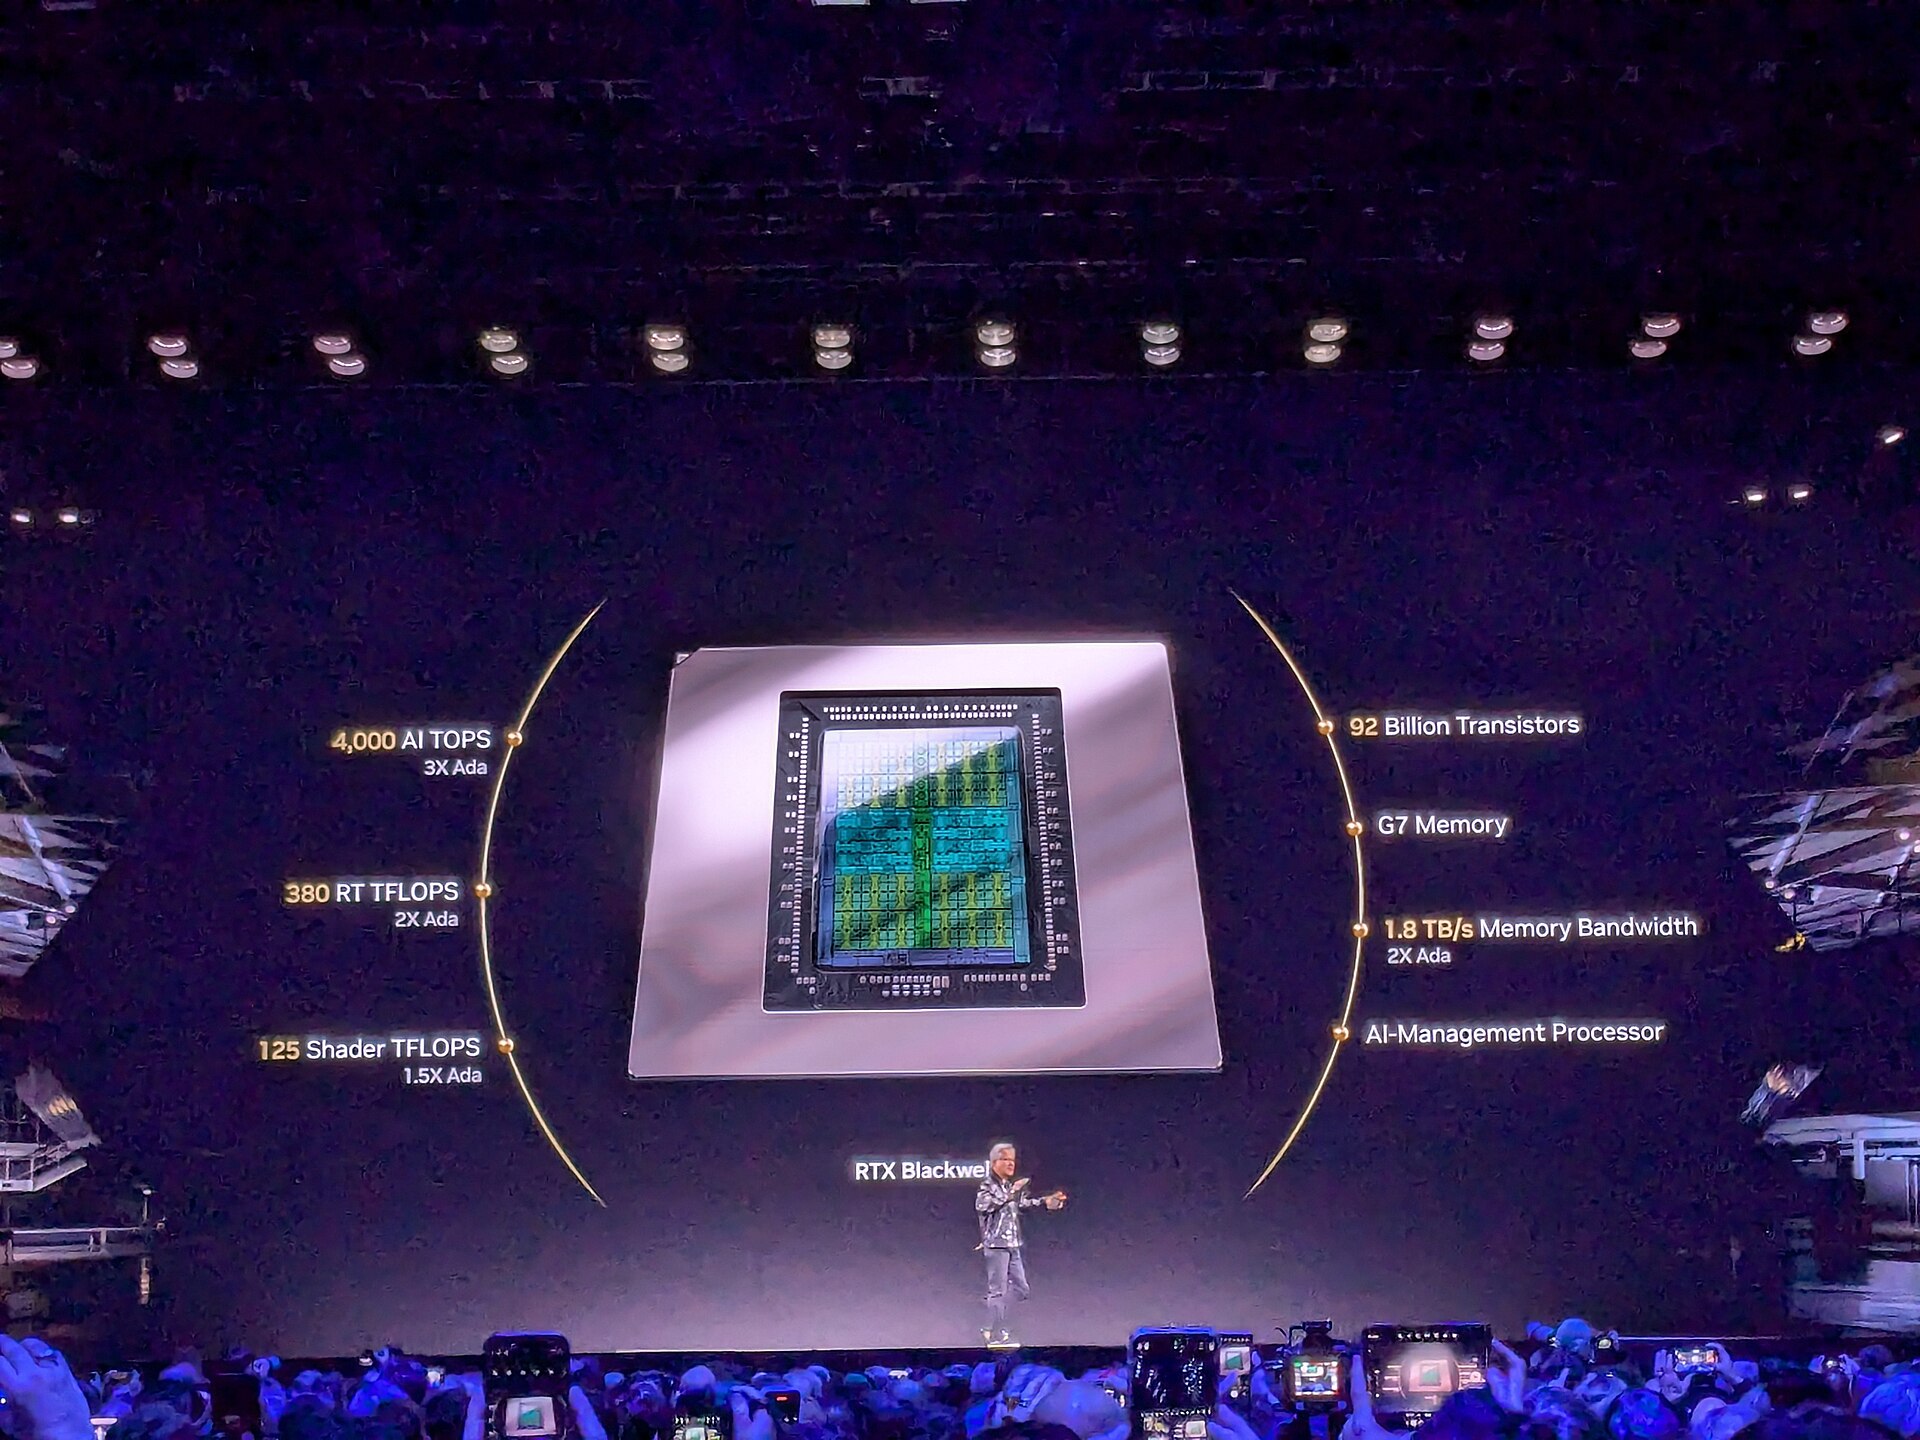 4,000 AI TOPS
3X Ada
380 RT TFLOPS
2X Ada
125 Shader TFLOPS
1.5X Ada
92 Billion Transistors
G7 Memory
1.8 TB/s Memory Bandwidth
2X Ada
AI-Management Processor
RTX Blackwel